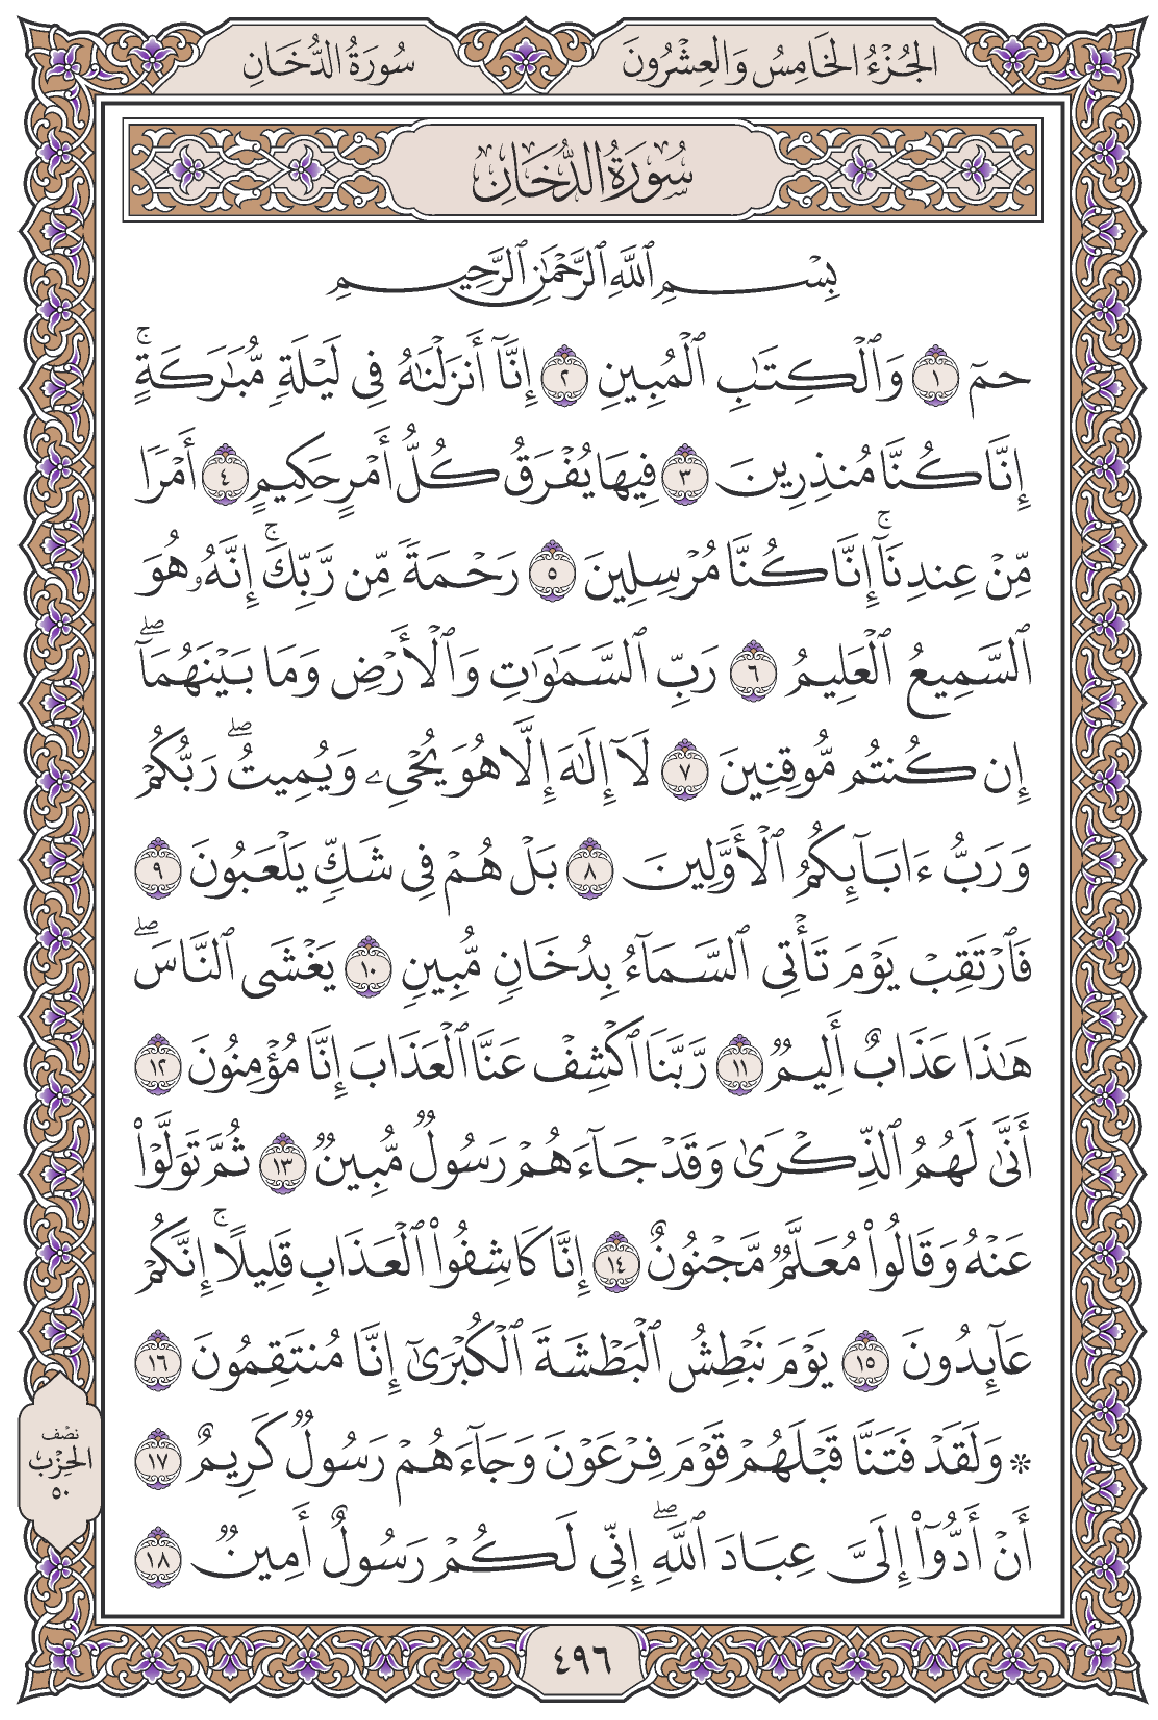 الجُزْءُ الخَامِسُ وَالعِشْرُونَ
سُورَةُ الدُّخَانِ
سُورَةُ الدُّخَانِ
بِسْمِ ٱللَّهِ ٱلرَّحْمَٰنِ ٱلرَّحِيمِ
حمٓ ١ وَٱلْكِتَٰبِ ٱلْمُبِينِ ٢ إِنَّآ أَنزَلْنَٰهُ فِى لَيْلَةٍ مُّبَٰرَكَةٍۚ
إِنَّا كُنَّا مُنذِرِينَ ٣ فِيهَا يُفْرَقُ كُلُّ أَمْرٍ حَكِيمٍ ٤ أَمْرًا
مِّنْ عِندِنَآۚ إِنَّا كُنَّا مُرْسِلِينَ ٥ رَحْمَةً مِّن رَّبِّكَۚ إِنَّهُۥ هُوَ
ٱلسَّمِيعُ ٱلْعَلِيمُ ٦ رَبِّ ٱلسَّمَٰوَٰتِ وَٱلْأَرْضِ وَمَا بَيْنَهُمَآۖ
إِن كُنتُم مُّوقِنِينَ ٧ لَآ إِلَٰهَ إِلَّا هُوَ يُحْىِۦ وَيُمِيتُۖ رَبُّكُمْ
وَرَبُّ ءَابَآئِكُمُ ٱلْأَوَّلِينَ ٨ بَلْ هُمْ فِى شَكٍّ يَلْعَبُونَ ٩
فَٱرْتَقِبْ يَوْمَ تَأْتِى ٱلسَّمَآءُ بِدُخَانٍ مُّبِينٍ ١٠ يَغْشَى ٱلنَّاسَۖ
هَٰذَا عَذَابٌ أَلِيمٌ ١١ رَّبَّنَا ٱكْشِفْ عَنَّا ٱلْعَذَابَ إِنَّا مُؤْمِنُونَ ١٢
أَنَّىٰ لَهُمُ ٱلذِّكْرَىٰ وَقَدْ جَآءَهُمْ رَسُولٌ مُّبِينٌ ١٣ ثُمَّ تَوَلَّوْا۟
عَنْهُ وَقَالُوا۟ مُعَلَّمٌ مَّجْنُونٌ ١٤ إِنَّا كَاشِفُوا۟ ٱلْعَذَابِ قَلِيلًاۚ إِنَّكُمْ
عَآئِدُونَ ١٥ يَوْمَ نَبْطِشُ ٱلْبَطْشَةَ ٱلْكُبْرَىٰٓ إِنَّا مُنتَقِمُونَ ١٦
۞ وَلَقَدْ فَتَنَّا قَبْلَهُمْ قَوْمَ فِرْعَوْنَ وَجَآءَهُمْ رَسُولٌ كَرِيمٌ ١٧
أَنْ أَدُّوٓا۟ إِلَىَّ عِبَادَ ٱللَّهِۖ إِنِّى لَكُمْ رَسُولٌ أَمِينٌ ١٨
نصف
الحِزْب
٥٠
٤٩٦